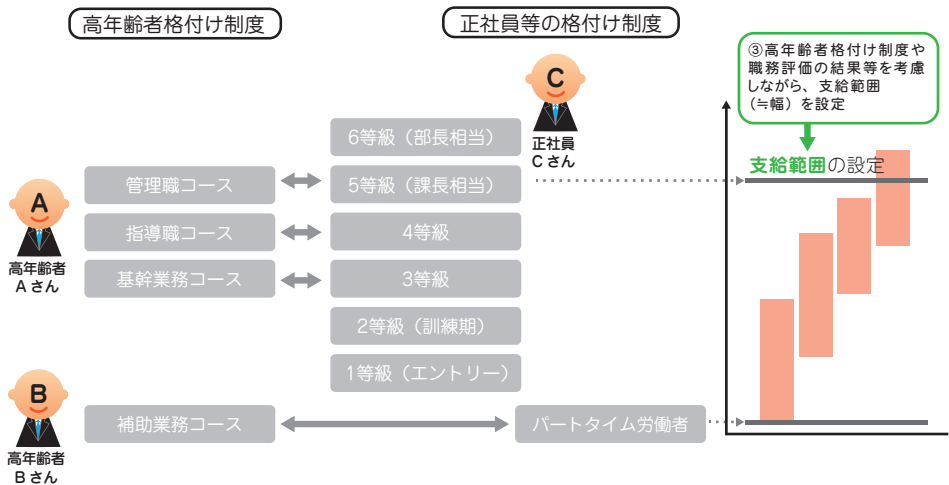 高年齢者格付け制度
正社員等の格付け制度
③高年齢者格付け制度や
職務評価の結果等を考慮
しながら、支給範囲
（≒幅）を設定
C
正社員
Cさん
6等級（部長相当）
支給範囲の設定
A
高年齢者
Aさん
管理職コース
5等級（課長相当）
指導職コース
4等級
基幹業務コース
3等級
2等級（訓練期）
1等級（エントリー）
B
高年齢者
Bさん
補助業務コース
パートタイム労働者